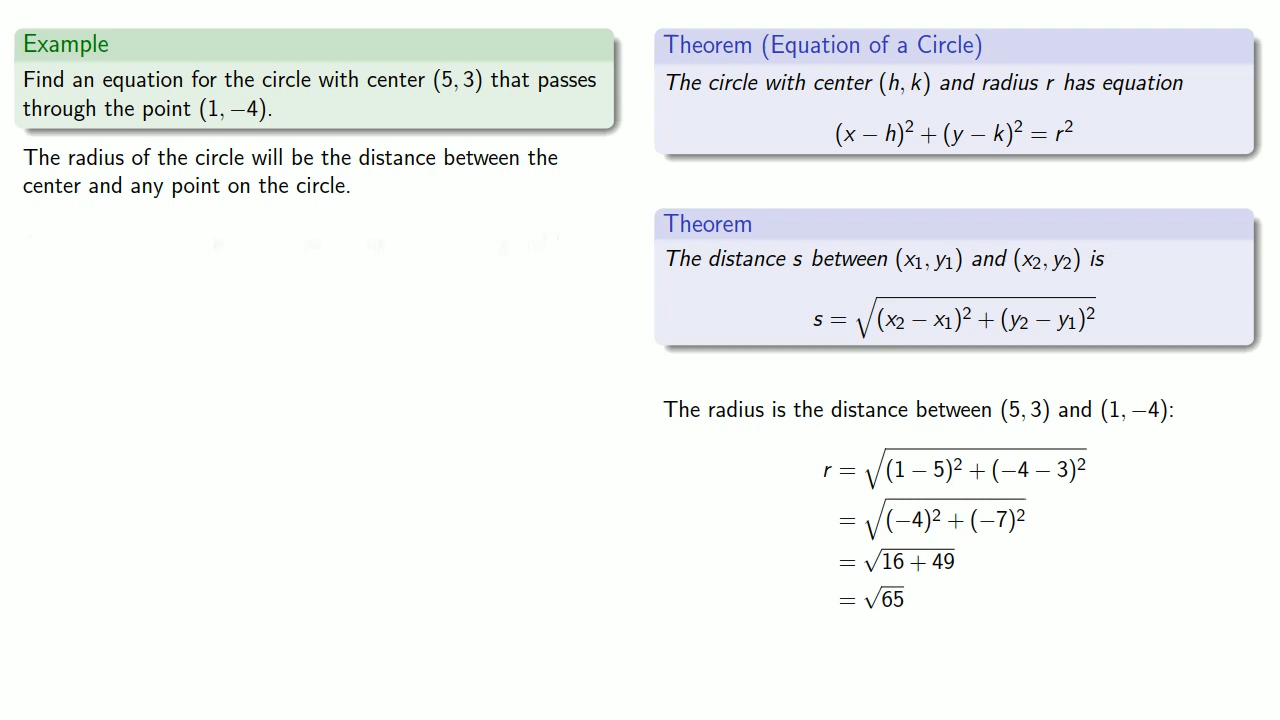 Example
Find an equation for the circle with center (5, 3) that passes
through the point (1, −4).
The radius of the circle will be the distance between the
center and any point on the circle.
Theorem (Equation of a Circle)
The circle with center (h, k) and radius r has equation
(x − h)² + (y − k)² = r²
Theorem
The distance s between (x₁, y₁) and (x₂, y₂) is
s = √((x₂ − x₁)² + (y₂ − y₁)²)
The radius is the distance between (5, 3) and (1, −4):
r = √((1 − 5)² + (−4 − 3)²)
= √((−4)² + (−7)²)
= √(16 + 49)
= √65